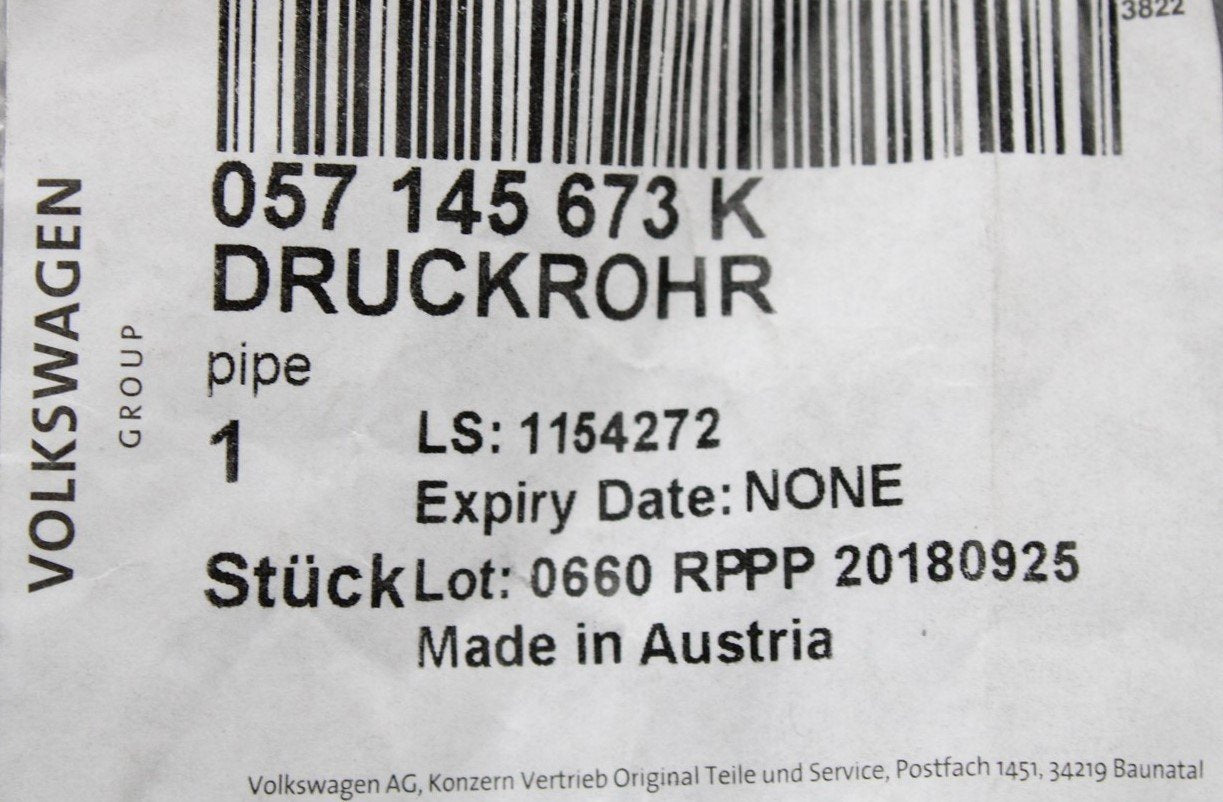 3822
057 145 673 K
DRUCKROHR
pipe
1
LS: 1154272
Expiry Date: NONE
Stück
Lot: 0660 RPPP 20180925
Made in Austria
VOLKSWAGEN
GROUP
Volkswagen AG, Konzern Vertrieb Original Teile und Service, Postfach 1451, 34219 Baunatal